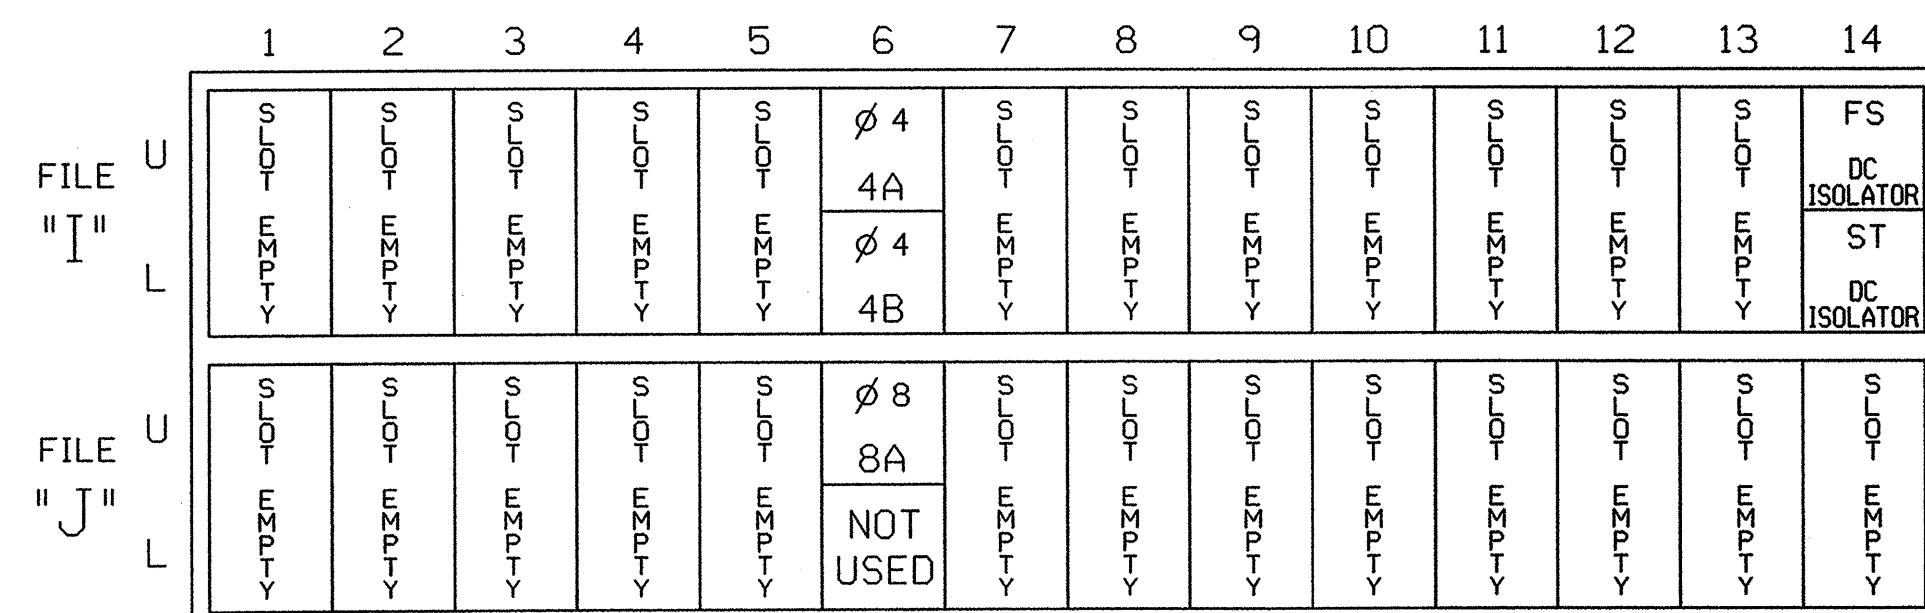 1 2 3 4 5 6 7 8 9 10 11 12 13 14
FILE "I"
U
L
SLOT EMPTY
SLOT EMPTY
SLOT EMPTY
SLOT EMPTY
SLOT EMPTY
Ø 4
4A
Ø 4
4B
SLOT EMPTY
SLOT EMPTY
SLOT EMPTY
SLOT EMPTY
SLOT EMPTY
SLOT EMPTY
SLOT EMPTY
FS
DC
ISOLATOR
ST
DC
ISOLATOR
FILE "J"
U
L
SLOT EMPTY
SLOT EMPTY
SLOT EMPTY
SLOT EMPTY
SLOT EMPTY
Ø 8
8A
NOT
USED
SLOT EMPTY
SLOT EMPTY
SLOT EMPTY
SLOT EMPTY
SLOT EMPTY
SLOT EMPTY
SLOT EMPTY
SLOT EMPTY